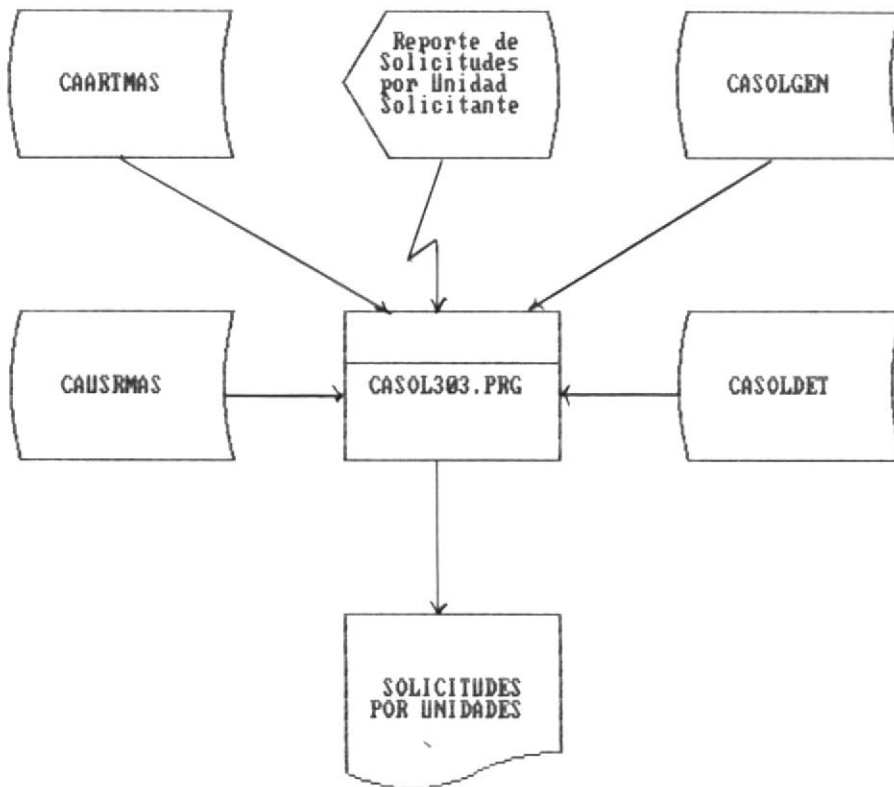 CAARTMAS
Reporte de
Solicitudes
por Unidad
Solicitante
CASOLGEN
CAUSRMAS
CASOL303.PRG
CASOLDET
SOLICITUDES
POR UNIDADES